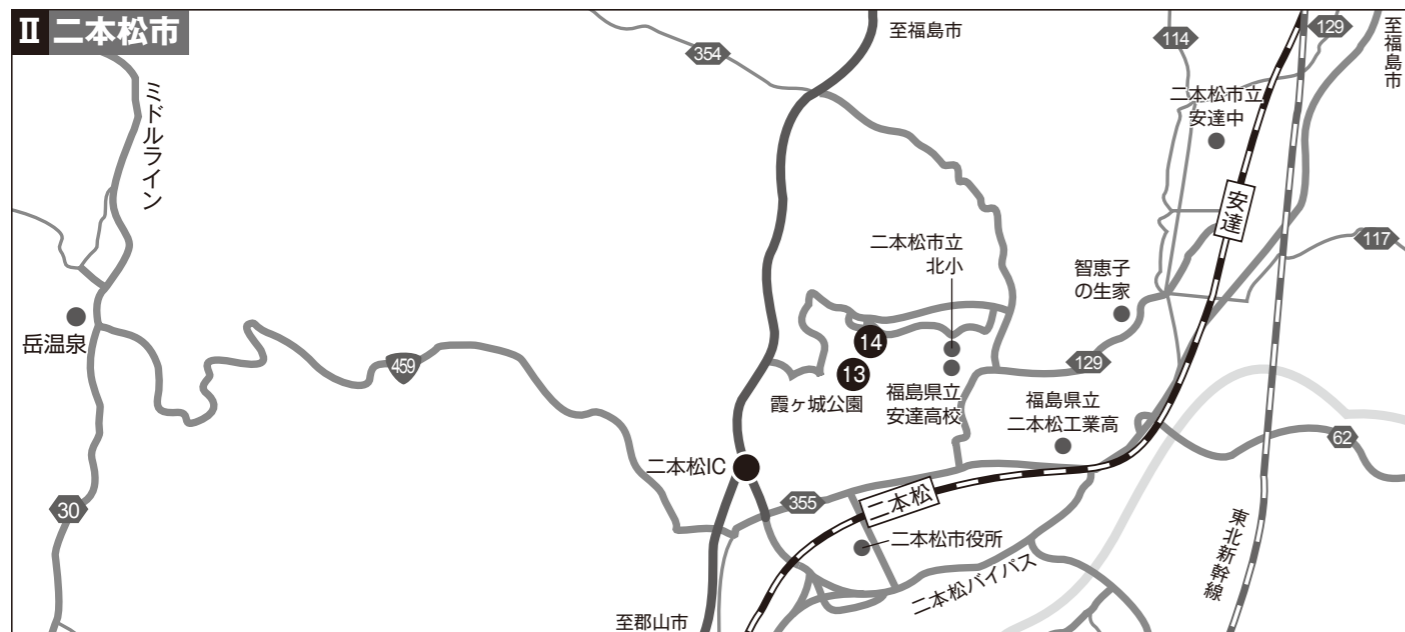 II 二本松市
至福島市
354
114
129
至福島市
ミドルライン
二本松市立
安達中
安達
117
二本松市立
北小
智恵子
の生家
岳温泉
459
14
13
129
霞ヶ城公園
福島県立
安達高校
福島県立
二本松工業高
62
二本松IC
30
355
二本松
二本松市役所
東北新幹線
二本松バイパス
至郡山市